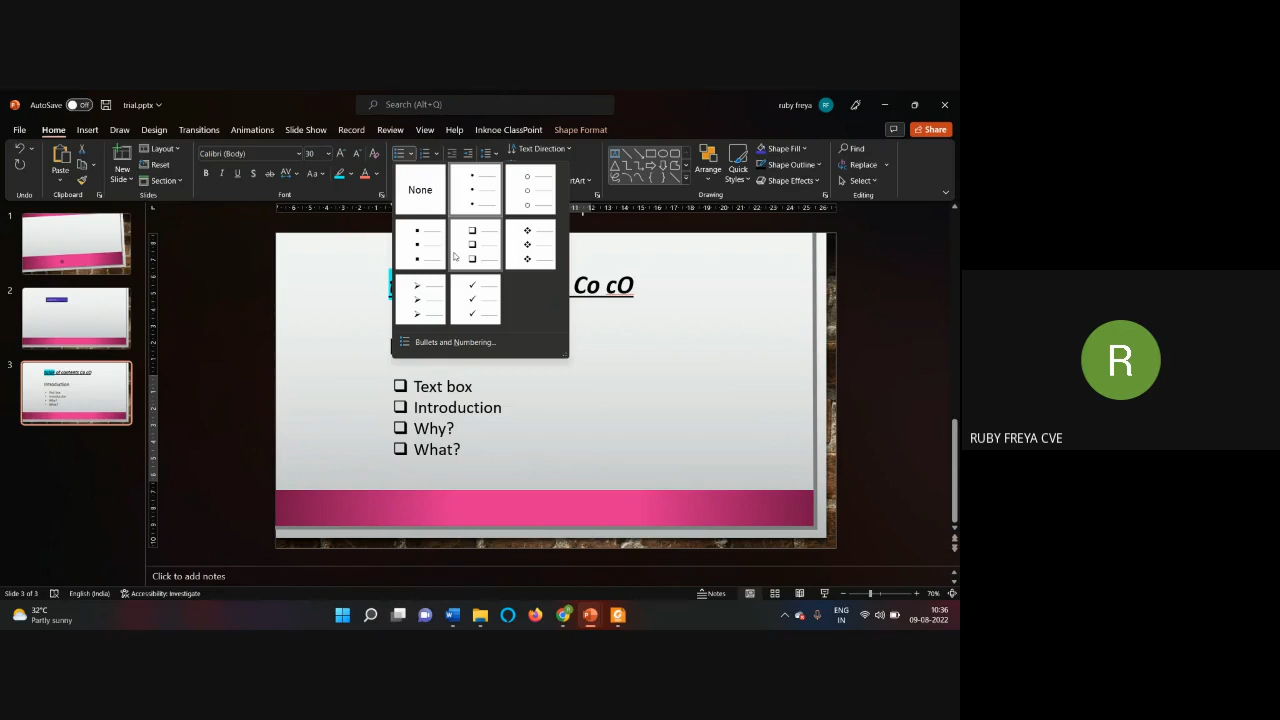 AutoSave Off trial.pptx Search (Alt+Q) ruby freya RF
File Home Insert Draw Design Transitions Animations Slide Show Record Review View Help Inknoe ClassPoint Shape Format Share
Paste New Slide Layout Reset Section Calibri (Body) 30 Text Direction Arrange Quick Styles Shape Fill Shape Outline Shape Effects Find Replace Select
Undo Clipboard Slides Font Editing
None
Co cO
Bullets and Numbering...
Text box
Introduction
Why?
What?
1
2
3
Click to add notes
Slide 3 of 3 English (India) Accessibility: Investigate Notes 70%
32°C
Partly sunny
ENG
IN
10:36
09-08-2022
R
RUBY FREYA CVE